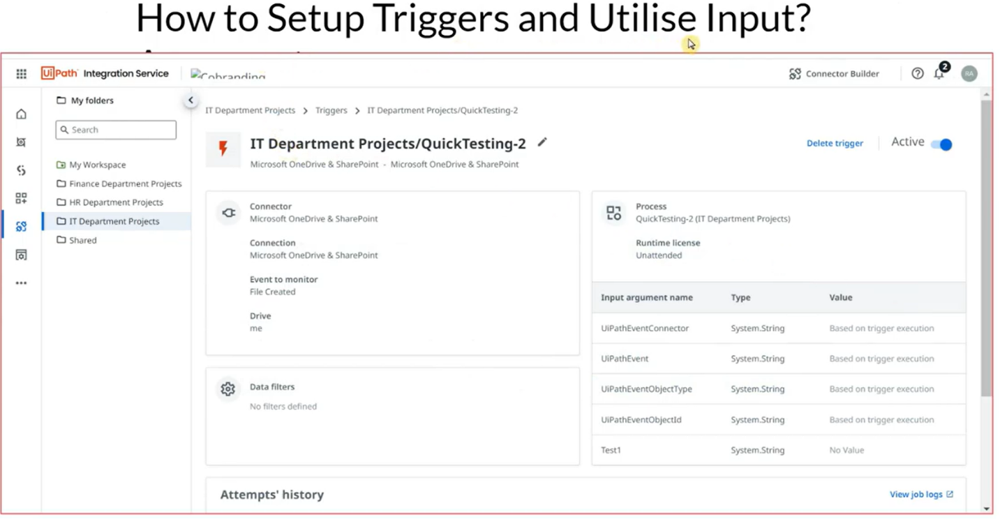 How to Setup Triggers and Utilise Input?
UiPath Integration Service
Cobranding
Connector Builder
2
RA
My folders
Search
My Workspace
Finance Department Projects
HR Department Projects
IT Department Projects
Shared
IT Department Projects > Triggers > IT Department Projects/QuickTesting-2
IT Department Projects/QuickTesting-2
Microsoft OneDrive & SharePoint - Microsoft OneDrive & SharePoint
Delete trigger
Active
Connector
Microsoft OneDrive & SharePoint
Connection
Microsoft OneDrive & SharePoint
Event to monitor
File Created
Drive
me
Data filters
No filters defined
Process
QuickTesting-2 (IT Department Projects)
Runtime license
Unattended
Input argument name Type Value
UiPathEventConnector System.String Based on trigger execution
UiPathEvent System.String Based on trigger execution
UiPathEventObjectType System.String Based on trigger execution
UiPathEventObjectId System.String Based on trigger execution
Test1 System.String No Value
Attempts' history
View job logs